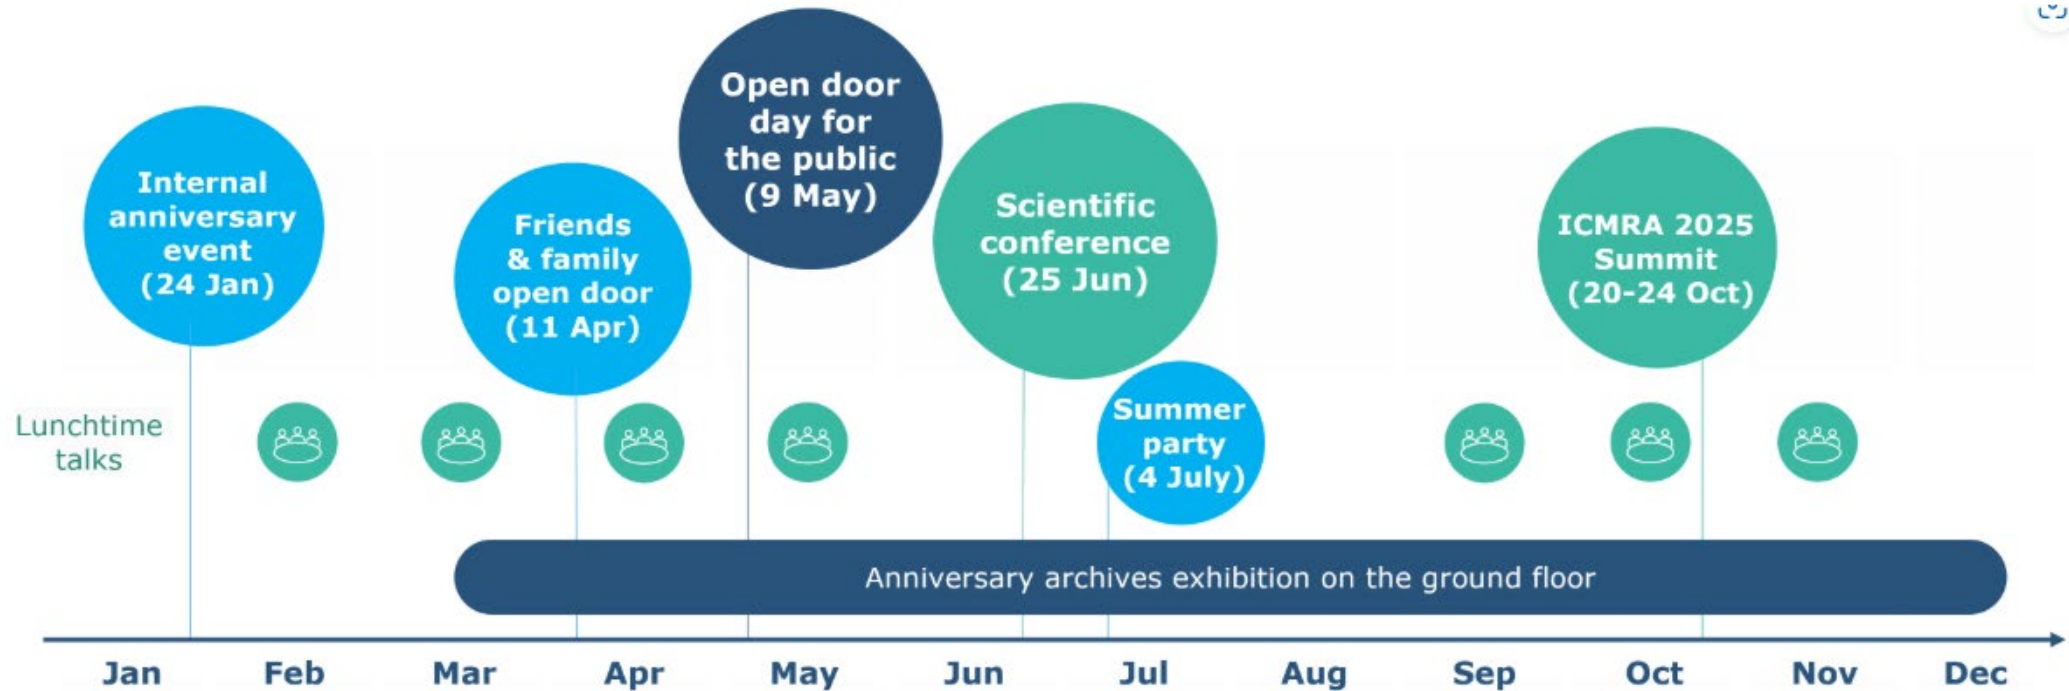 Open door
day for
the public
(9 May)
Internal
anniversary
event
(24 Jan)
Friends
& family
open door
(11 Apr)
Scientific
conference
(25 Jun)
ICMRA 2025
Summit
(20-24 Oct)
Lunchtime
talks
Summer
party
(4 July)
Anniversary archives exhibition on the ground floor
Jan Feb Mar Apr May Jun Jul Aug Sep Oct Nov Dec